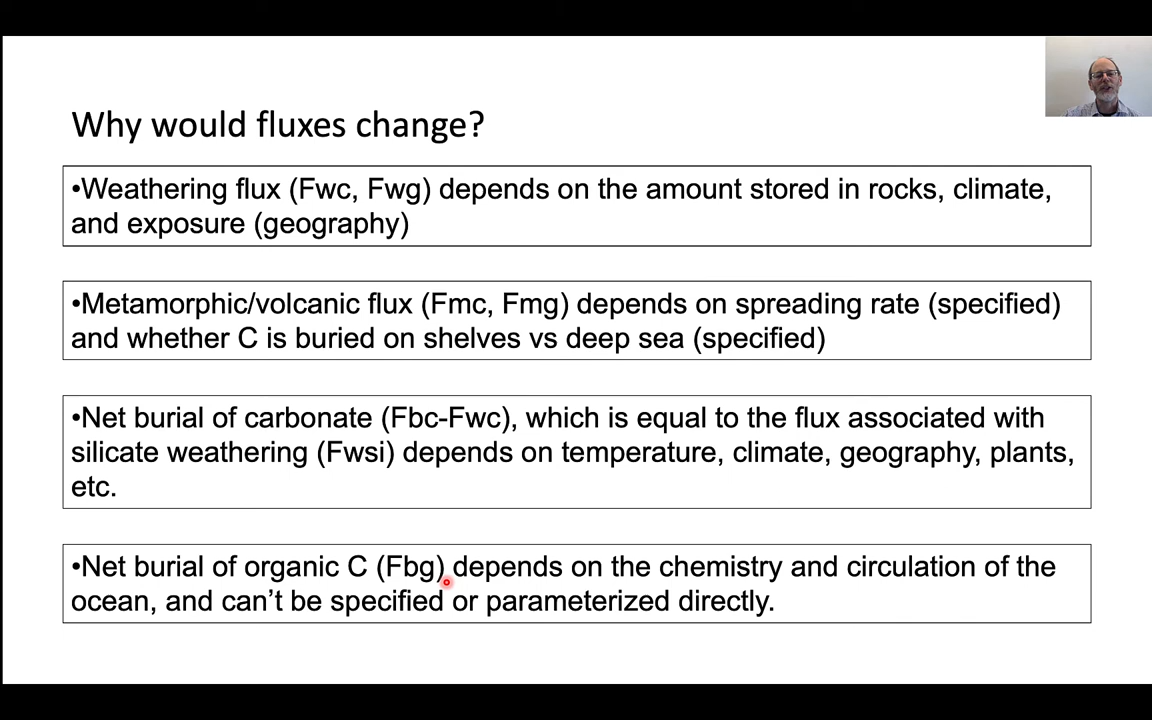 Why would fluxes change?
•Weathering flux (Fwc, Fwg) depends on the amount stored in rocks, climate,
and exposure (geography)
•Metamorphic/volcanic flux (Fmc, Fmg) depends on spreading rate (specified)
and whether C is buried on shelves vs deep sea (specified)
•Net burial of carbonate (Fbc-Fwc), which is equal to the flux associated with
silicate weathering (Fwsi) depends on temperature, climate, geography, plants,
etc.
•Net burial of organic C (Fbg) depends on the chemistry and circulation of the
ocean, and can’t be specified or parameterized directly.